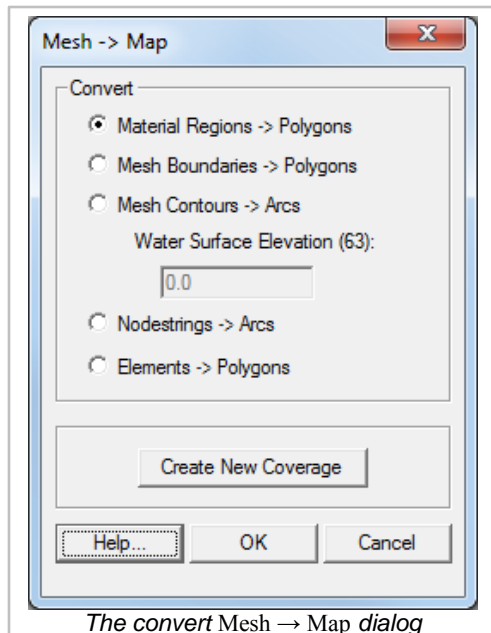 Mesh -> Map
Convert
Material Regions -> Polygons
Mesh Boundaries -> Polygons
Mesh Contours -> Arcs
Water Surface Elevation (63):
0.0
Nodestrings -> Arcs
Elements -> Polygons
Create New Coverage
Help... OK Cancel
The convert Mesh → Map dialog